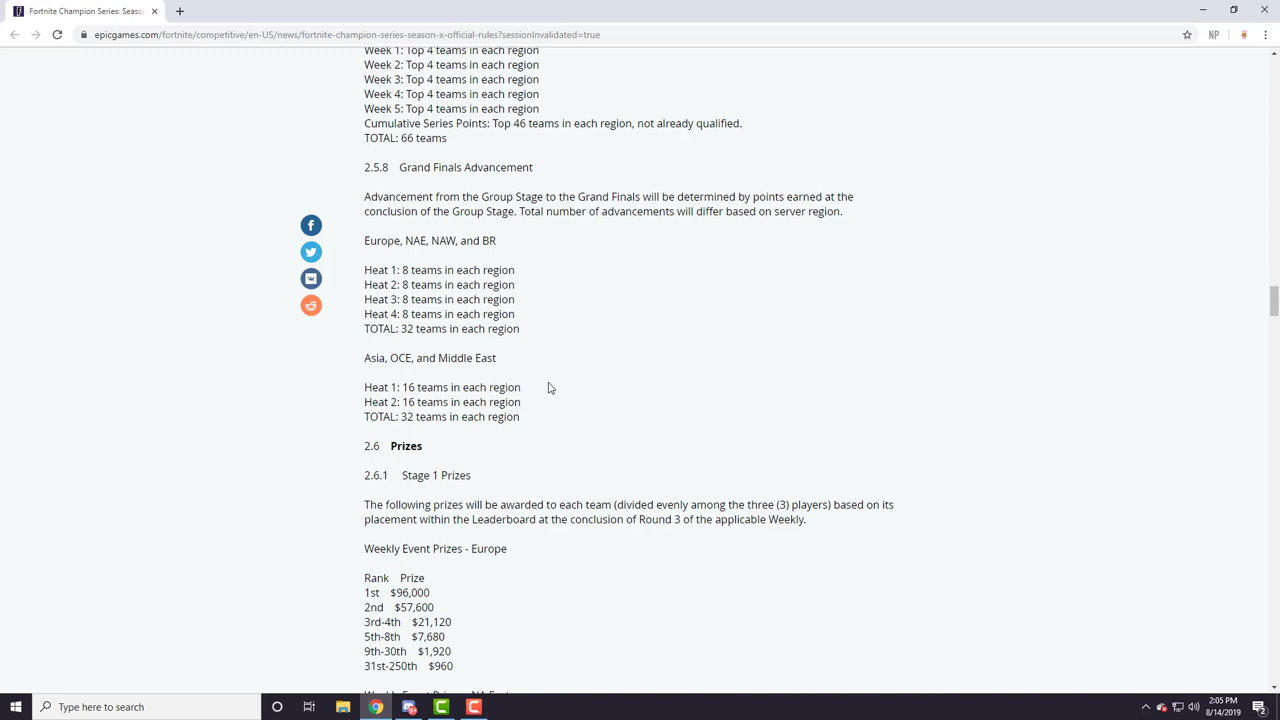 Fortnite Champion Series: Seaso
epicgames.com/fortnite/competitive/en-US/news/fortnite-champion-series-season-x-official-rules?sessionInvalidated=true
NP
Week 1: Top 4 teams in each region
Week 2: Top 4 teams in each region
Week 3: Top 4 teams in each region
Week 4: Top 4 teams in each region
Week 5: Top 4 teams in each region
Cumulative Series Points: Top 46 teams in each region, not already qualified.
TOTAL: 66 teams
2.5.8 Grand Finals Advancement
Advancement from the Group Stage to the Grand Finals will be determined by points earned at the
conclusion of the Group Stage. Total number of advancements will differ based on server region.
Europe, NAE, NAW, and BR
Heat 1: 8 teams in each region
Heat 2: 8 teams in each region
Heat 3: 8 teams in each region
Heat 4: 8 teams in each region
TOTAL: 32 teams in each region
Asia, OCE, and Middle East
Heat 1: 16 teams in each region
Heat 2: 16 teams in each region
TOTAL: 32 teams in each region
2.6 Prizes
2.6.1 Stage 1 Prizes
The following prizes will be awarded to each team (divided evenly among the three (3) players) based on its
placement within the Leaderboard at the conclusion of Round 3 of the applicable Weekly.
Weekly Event Prizes - Europe
Rank Prize
1st $96,000
2nd $57,600
3rd-4th $21,120
5th-8th $7,680
9th-30th $1,920
31st-250th $960
Type here to search
2:05 PM
8/14/2019
2